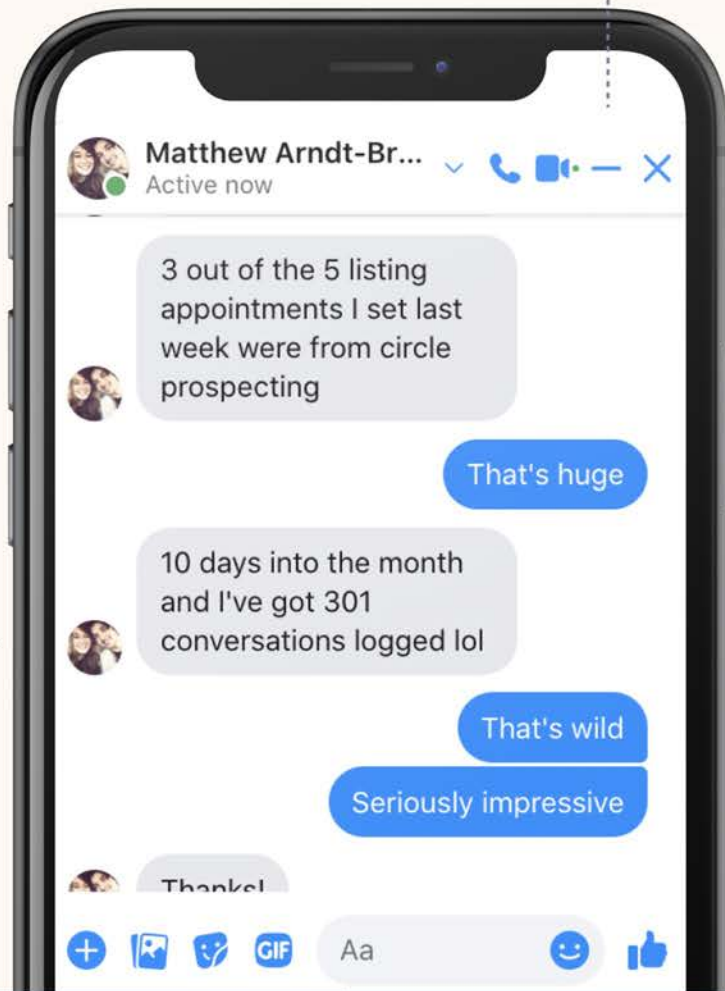 Matthew Arndt-Br...
Active now
3 out of the 5 listing
appointments I set last
week were from circle
prospecting
That's huge
10 days into the month
and I've got 301
conversations logged lol
That's wild
Seriously impressive
Thanks!
GIF
Aa